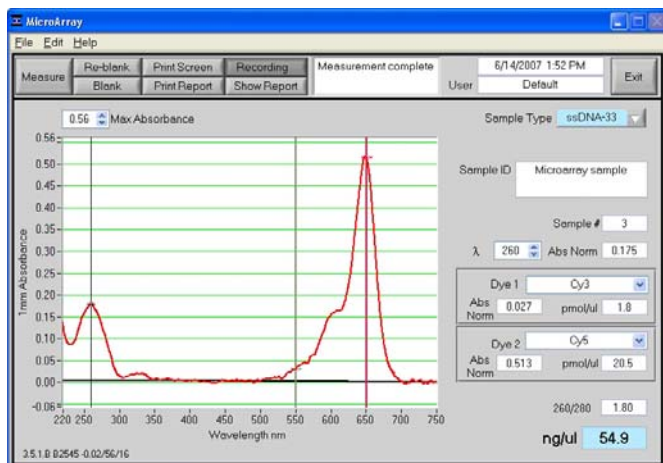 MicroArray
File Edit Help
Measure
Re-blank Print Screen Recording
Blank Print Report Show Report
Measurement complete
6/14/2007 1:52 PM
User Default
Exit
0.56 Max Absorbance
Sample Type ssDNA-33
Sample ID Microarray sample
Sample # 3
λ 260 Abs Norm 0.175
Dye 1 Cy3
Abs Norm 0.027 pmol/ul 1.8
Dye 2 Cy5
Abs Norm 0.513 pmol/ul 20.5
260/280 1.80
ng/ul 54.9
1mm Absorbance
0.56
0.50
0.45
0.40
0.35
0.30
0.25
0.20
0.15
0.10
0.05
0.00
-0.06
220 250 300 350 400 450 500 550 600 650 700 750
Wavelength nm
3.5.1 B B2545 -0.02/56/16